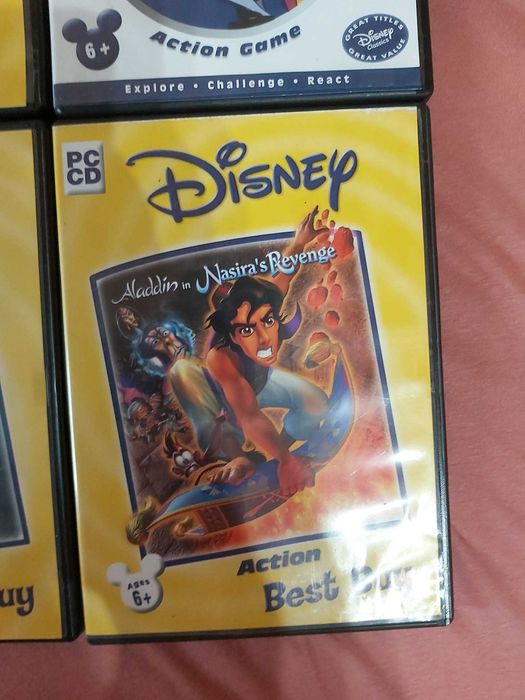 6+
Action Game
GREAT TITLES
Disney
Classics
GREAT VALUE
Explore • Challenge • React
PC
CD
DISNEY
Aladdin in Nasira's Revenge
Action
Best Buy
Ages
6+
uy